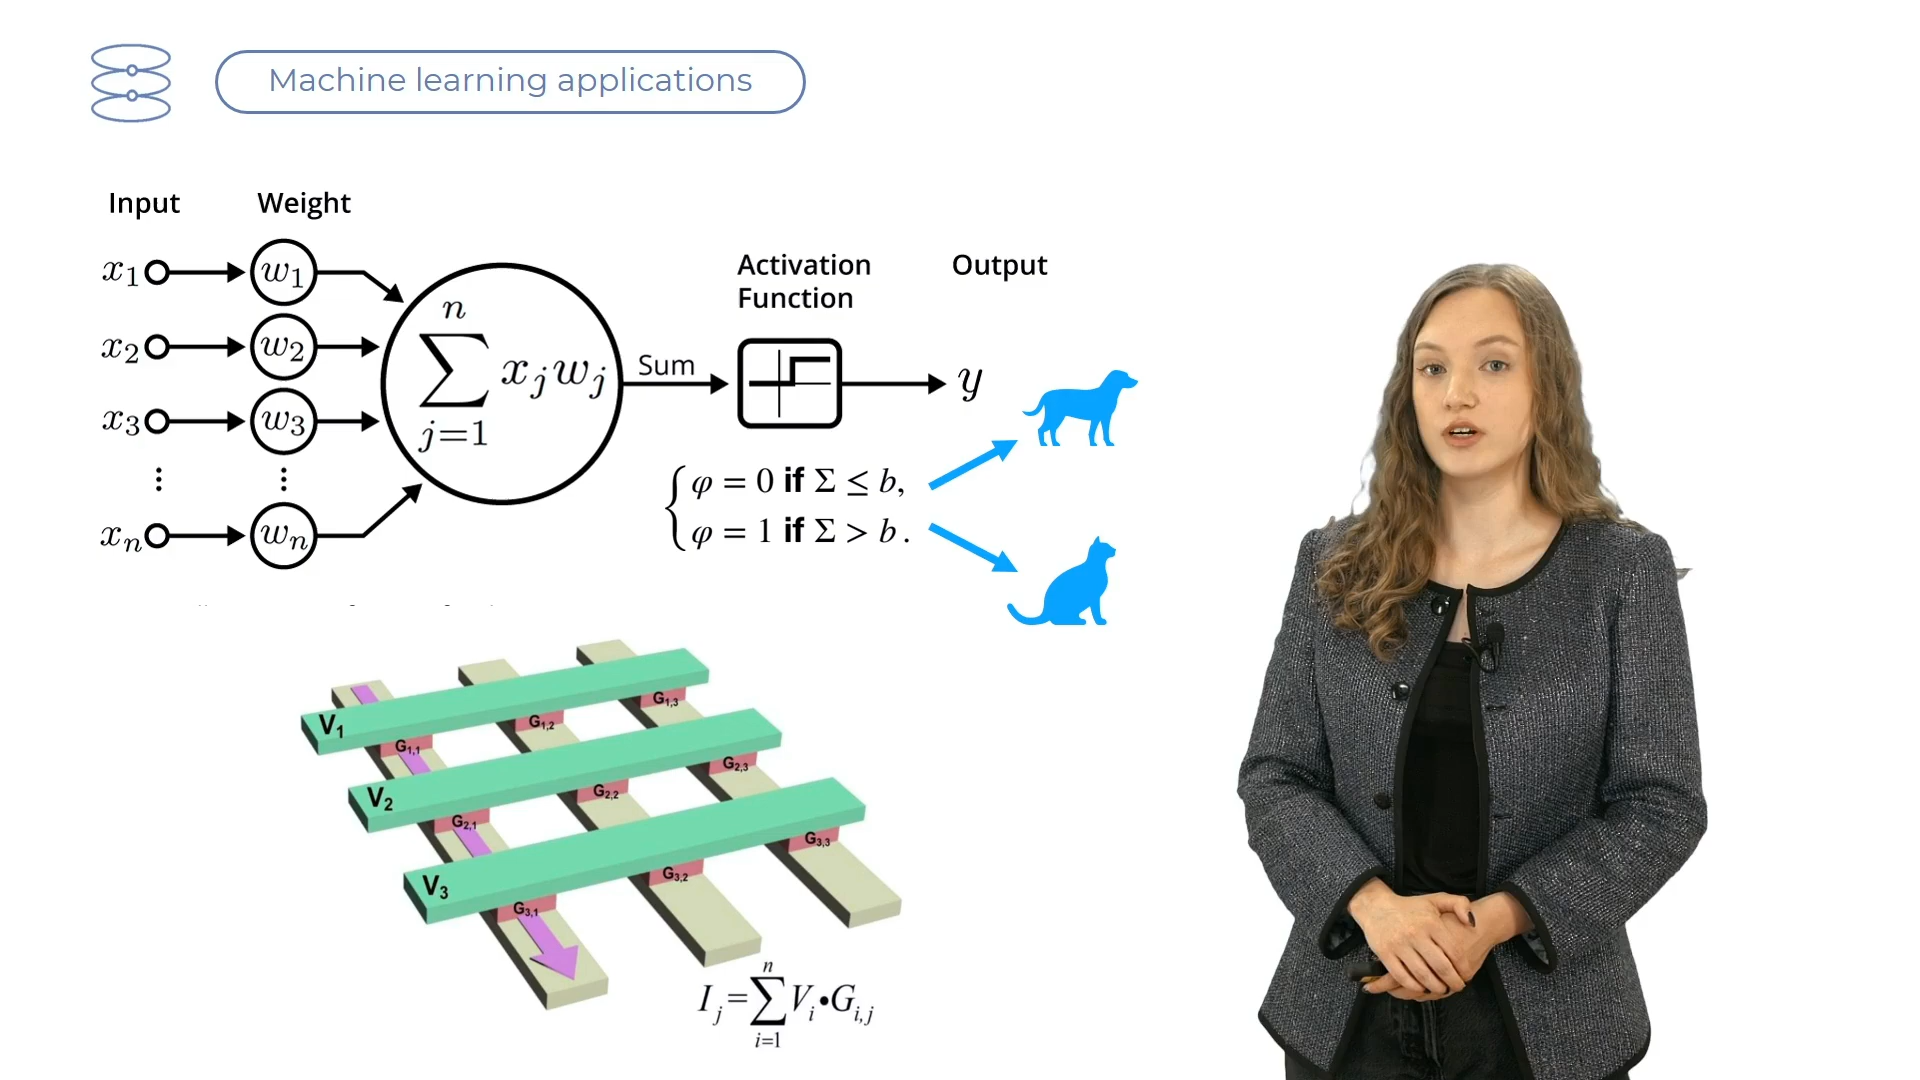 Machine learning applications
Input Weight
Activation Function Output
x1 w1
x2 w2
x3 w3
⋮ ⋮
xn wn
n
∑ xj wj
j=1
Sum
y
φ = 0 if Σ ≤ b,
φ = 1 if Σ > b.
V1 G1,1 G1,2 G1,3
V2 G2,1 G2,2 G2,3
V3 G3,1 G3,2 G3,3
n
Ij=∑Vi•Gi,j
i=1